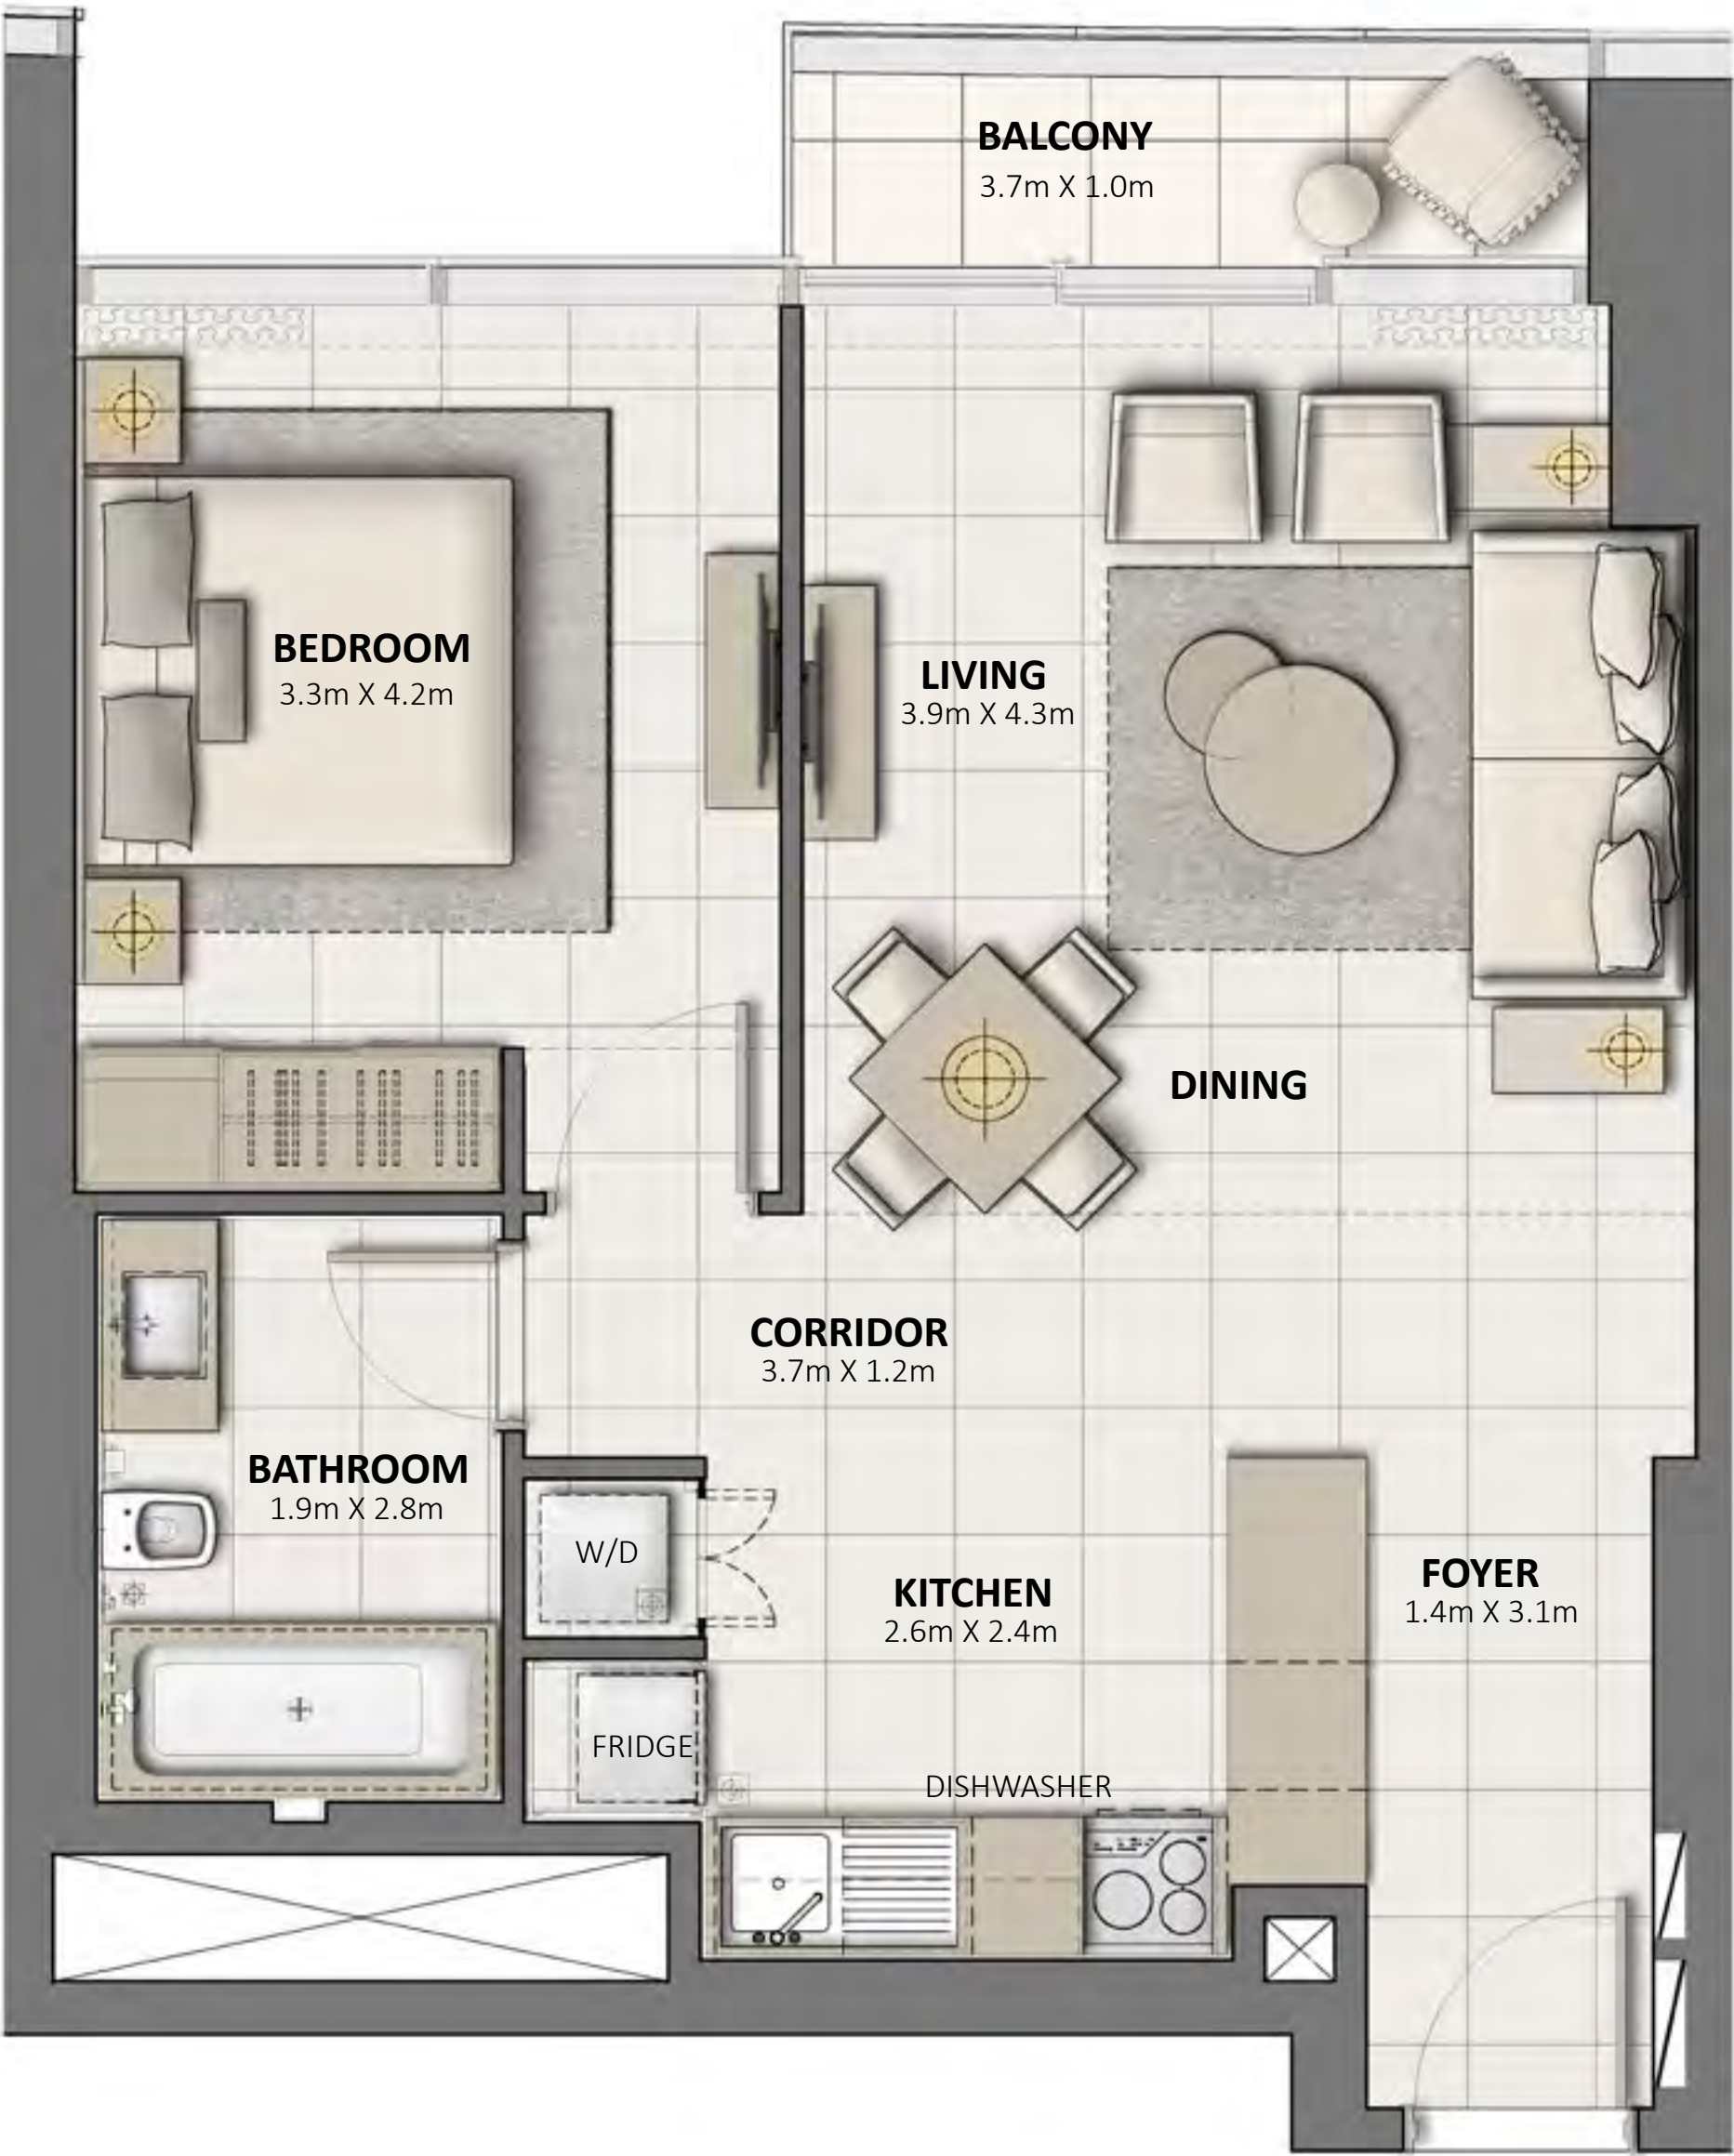 BALCONY
3.7m X 1.0m
BEDROOM
3.3m X 4.2m
LIVING
3.9m X 4.3m
DINING
CORRIDOR
3.7m X 1.2m
BATHROOM
1.9m X 2.8m
W/D
KITCHEN
2.6m X 2.4m
FOYER
1.4m X 3.1m
FRIDGE
DISHWASHER